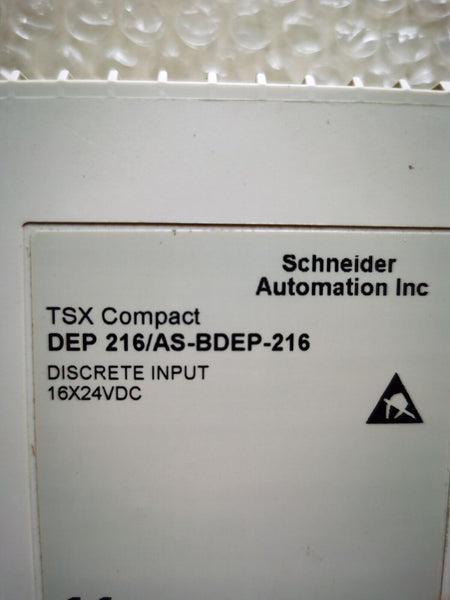 Schneider
Automation Inc
TSX Compact
DEP 216/AS-BDEP-216
DISCRETE INPUT
16X24VDC